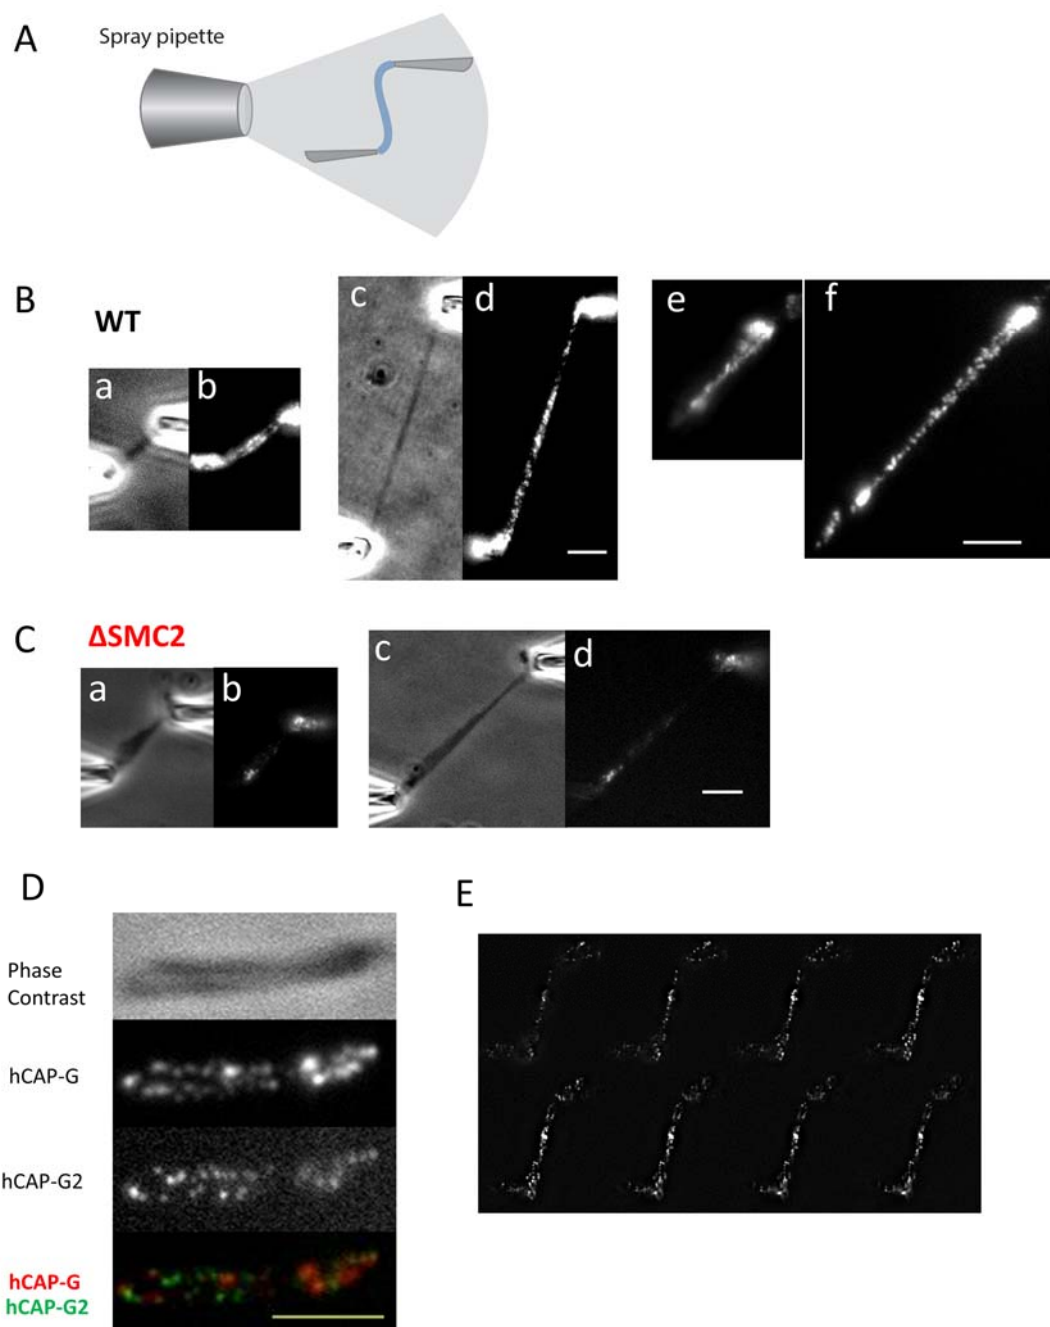 A
Spray pipette
B
WT
a
b
c
d
e
f
C
ΔSMC2
a
b
c
d
D
Phase
Contrast
hCAP-G
hCAP-G2
hCAP-G
hCAP-G2
E